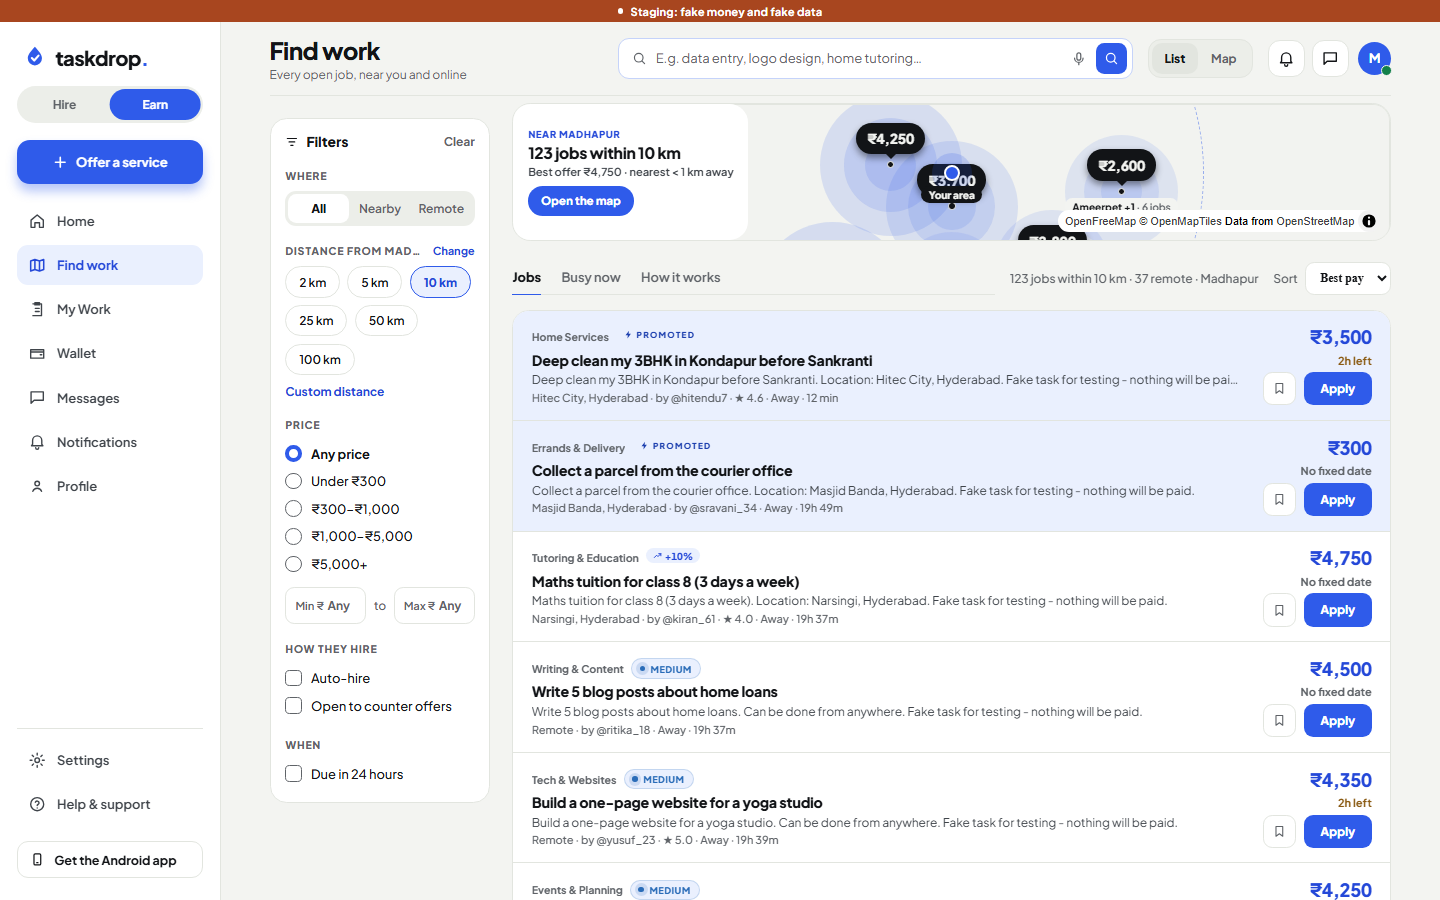 Staging: fake money and fake data
taskdrop.
Hire
Earn
Offer a service
Home
Find work
My Work
Wallet
Messages
Notifications
Profile
Settings
Help & support
Get the Android app
Find work
Every open job, near you and online
E.g. data entry, logo design, home tutoring...
List
Map
M
Filters
Clear
WHERE
All
Nearby
Remote
DISTANCE FROM MAD...
Change
2 km
5 km
10 km
25 km
50 km
100 km
Custom distance
PRICE
Any price
Under ₹300
₹300–₹1,000
₹1,000–₹5,000
₹5,000+
Min ₹ Any
to
Max ₹ Any
HOW THEY HIRE
Auto-hire
Open to counter offers
WHEN
Due in 24 hours
NEAR MADHAPUR
123 jobs within 10 km
Best offer ₹4,750 · nearest < 1 km away
Open the map
₹4,250
₹3,700
Your area
₹2,600
Ameerpet +1 · 6 jobs
OpenFreeMap © OpenMapTiles Data from OpenStreetMap
Jobs
Busy now
How it works
123 jobs within 10 km · 37 remote · Madhapur
Sort
Best pay
Home Services
PROMOTED
₹3,500
Deep clean my 3BHK in Kondapur before Sankranti
2h left
Deep clean my 3BHK in Kondapur before Sankranti. Location: Hitec City, Hyderabad. Fake task for testing - nothing will be pai...
Hitec City, Hyderabad · by @hitendu7 · ★ 4.6 · Away · 12 min
Apply
Errands & Delivery
PROMOTED
₹300
Collect a parcel from the courier office
No fixed date
Collect a parcel from the courier office. Location: Masjid Banda, Hyderabad. Fake task for testing - nothing will be paid.
Masjid Banda, Hyderabad · by @sravani_34 · Away · 19h 49m
Apply
Tutoring & Education
+10%
₹4,750
Maths tuition for class 8 (3 days a week)
No fixed date
Maths tuition for class 8 (3 days a week). Location: Narsingi, Hyderabad. Fake task for testing - nothing will be paid.
Narsingi, Hyderabad · by @kiran_61 · ★ 4.0 · Away · 19h 37m
Apply
Writing & Content
MEDIUM
₹4,500
Write 5 blog posts about home loans
No fixed date
Write 5 blog posts about home loans. Can be done from anywhere. Fake task for testing - nothing will be paid.
Remote · by @ritika_18 · Away · 19h 37m
Apply
Tech & Websites
MEDIUM
₹4,350
Build a one-page website for a yoga studio
2h left
Build a one-page website for a yoga studio. Can be done from anywhere. Fake task for testing - nothing will be paid.
Remote · by @yusuf_23 · ★ 5.0 · Away · 19h 39m
Apply
Events & Planning
MEDIUM
₹4,250